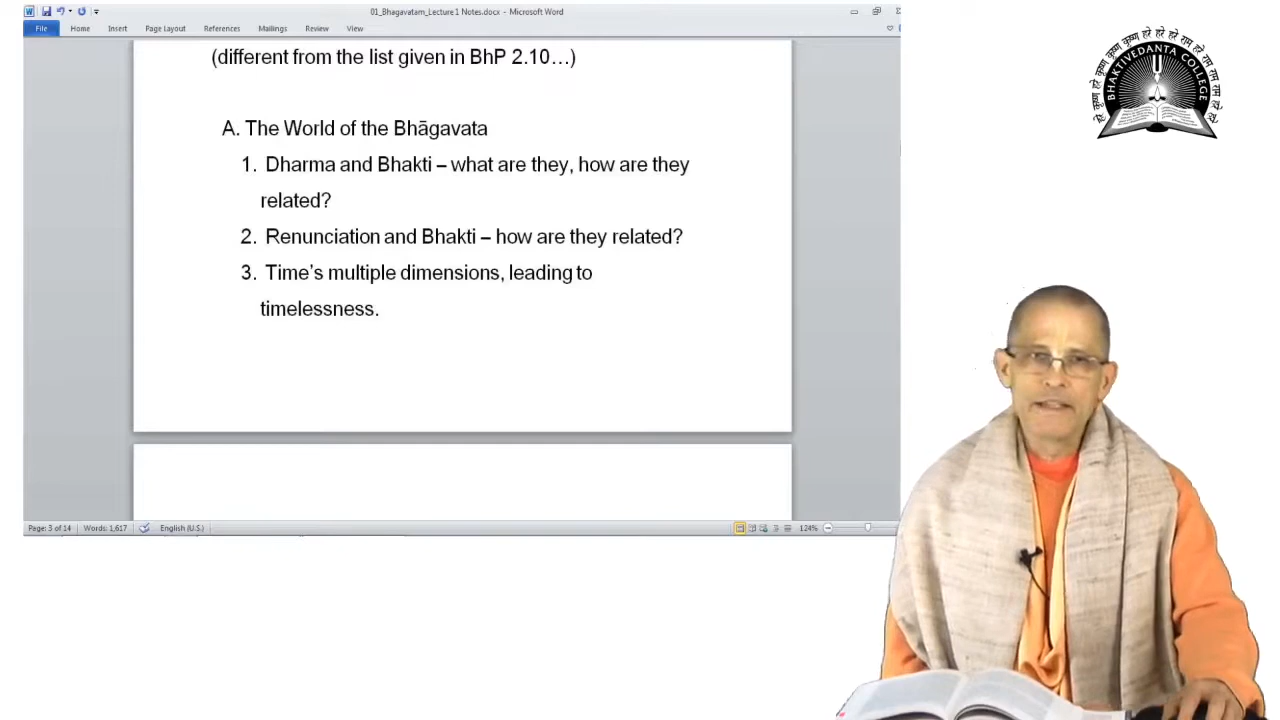 01_Bhagavatam_Lecture 1 Notes.docx - Microsoft Word
File Home Insert Page Layout References Mailings Review View
(different from the list given in BhP 2.10…)
A. The World of the Bhāgavata
1. Dharma and Bhakti – what are they, how are they
related?
2. Renunciation and Bhakti – how are they related?
3. Time’s multiple dimensions, leading to
timelessness.
Page: 3 of 14 Words: 1,617 English (U.S.) 124%
BHAKTIVEDANTA COLLEGE